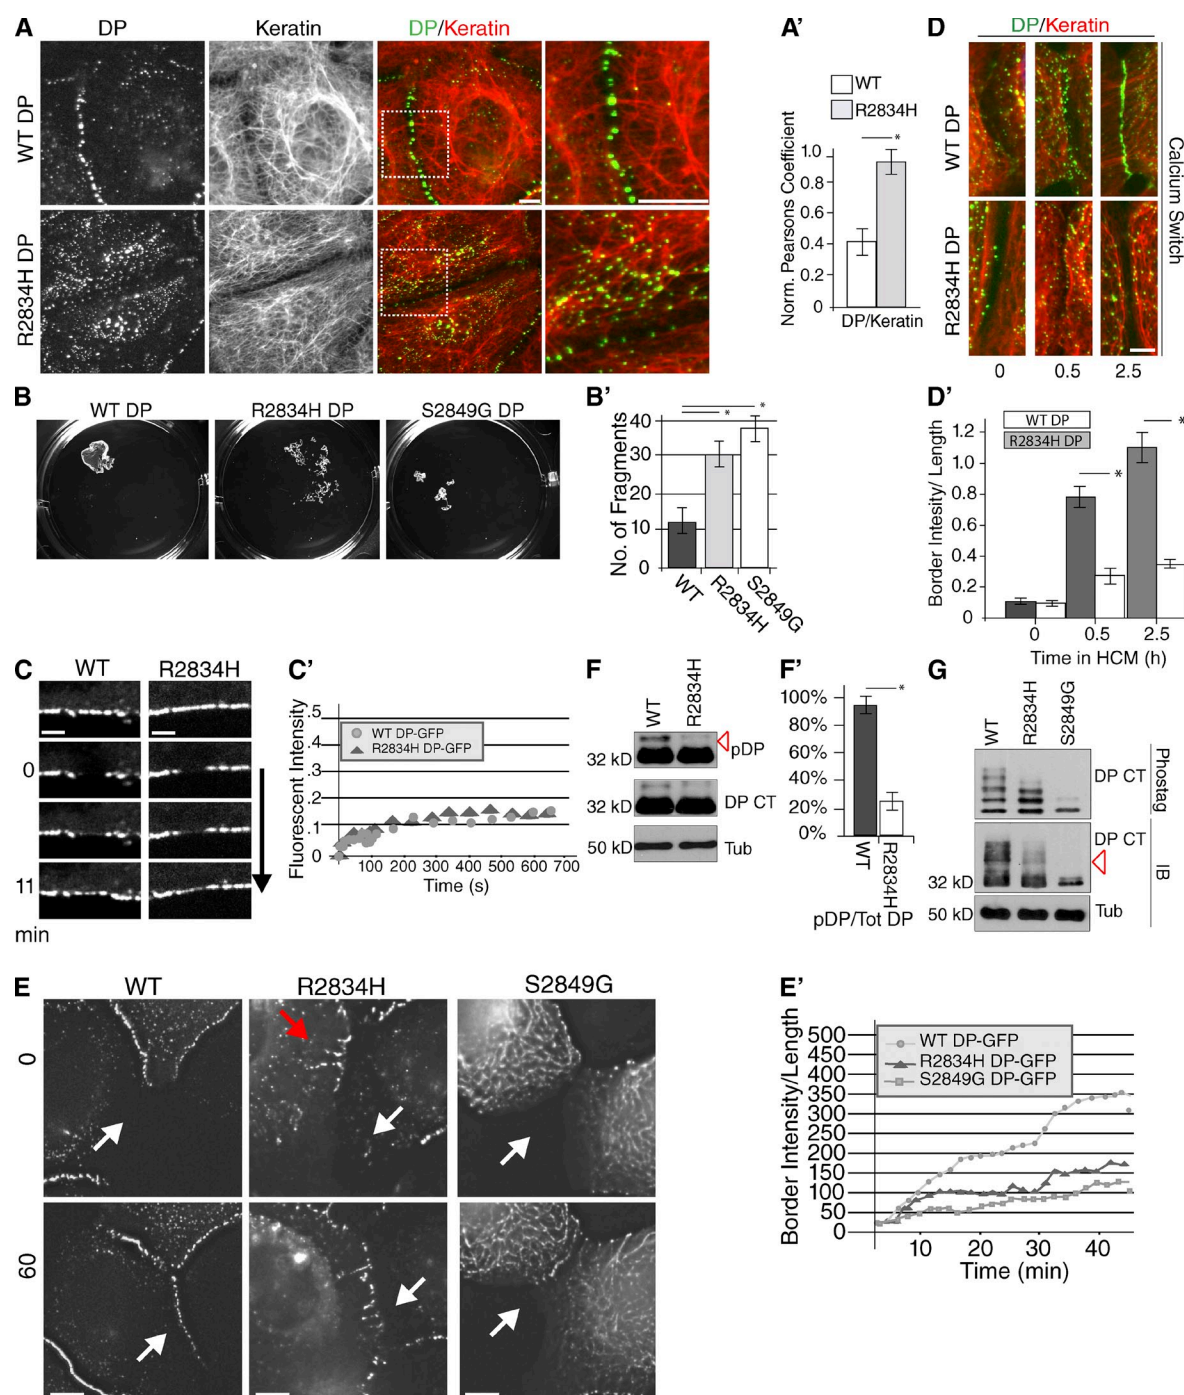 A
DP
Keratin
DP/Keratin
WT DP
R2834H DP
A'
WT
R2834H
*
Norm. Pearsons Coefficient
1.0
0.8
0.6
0.4
0.2
0
DP/Keratin
D
DP/Keratin
WT DP
R2834H DP
Calcium Switch
0
0.5
2.5
B
WT DP
R2834H DP
S2849G DP
B'
No. of Fragments
40
30
20
10
0
*
*
WT
R2834H
S2849G
D'
WT DP
R2834H DP
Border Intesity/ Length
1.2
1.0
0.8
0.6
0.4
0.2
0
*
*
0
0.5
2.5
Time in HCM (h)
C
WT
R2834H
0
11
min
C'
Fluorescent Intensity
.5
.4
.3
.2
.1
0
WT DP-GFP
R2834H DP-GFP
100
200
300
400
500
600
700
Time (s)
F
WT
R2834H
32 kD
pDP
32 kD
DP CT
50 kD
Tub
F'
100%
80%
60%
40%
20%
0%
*
WT
R2834H
pDP/Tot DP
G
WT
R2834H
S2849G
DP CT
Phostag
DP CT
32 kD
IB
50 kD
Tub
E
WT
R2834H
S2849G
0
60
E'
Border Intensity/Length
500
450
400
350
300
250
200
150
100
50
0
WT DP-GFP
R2834H DP-GFP
S2849G DP-GFP
10
20
30
40
Time (min)